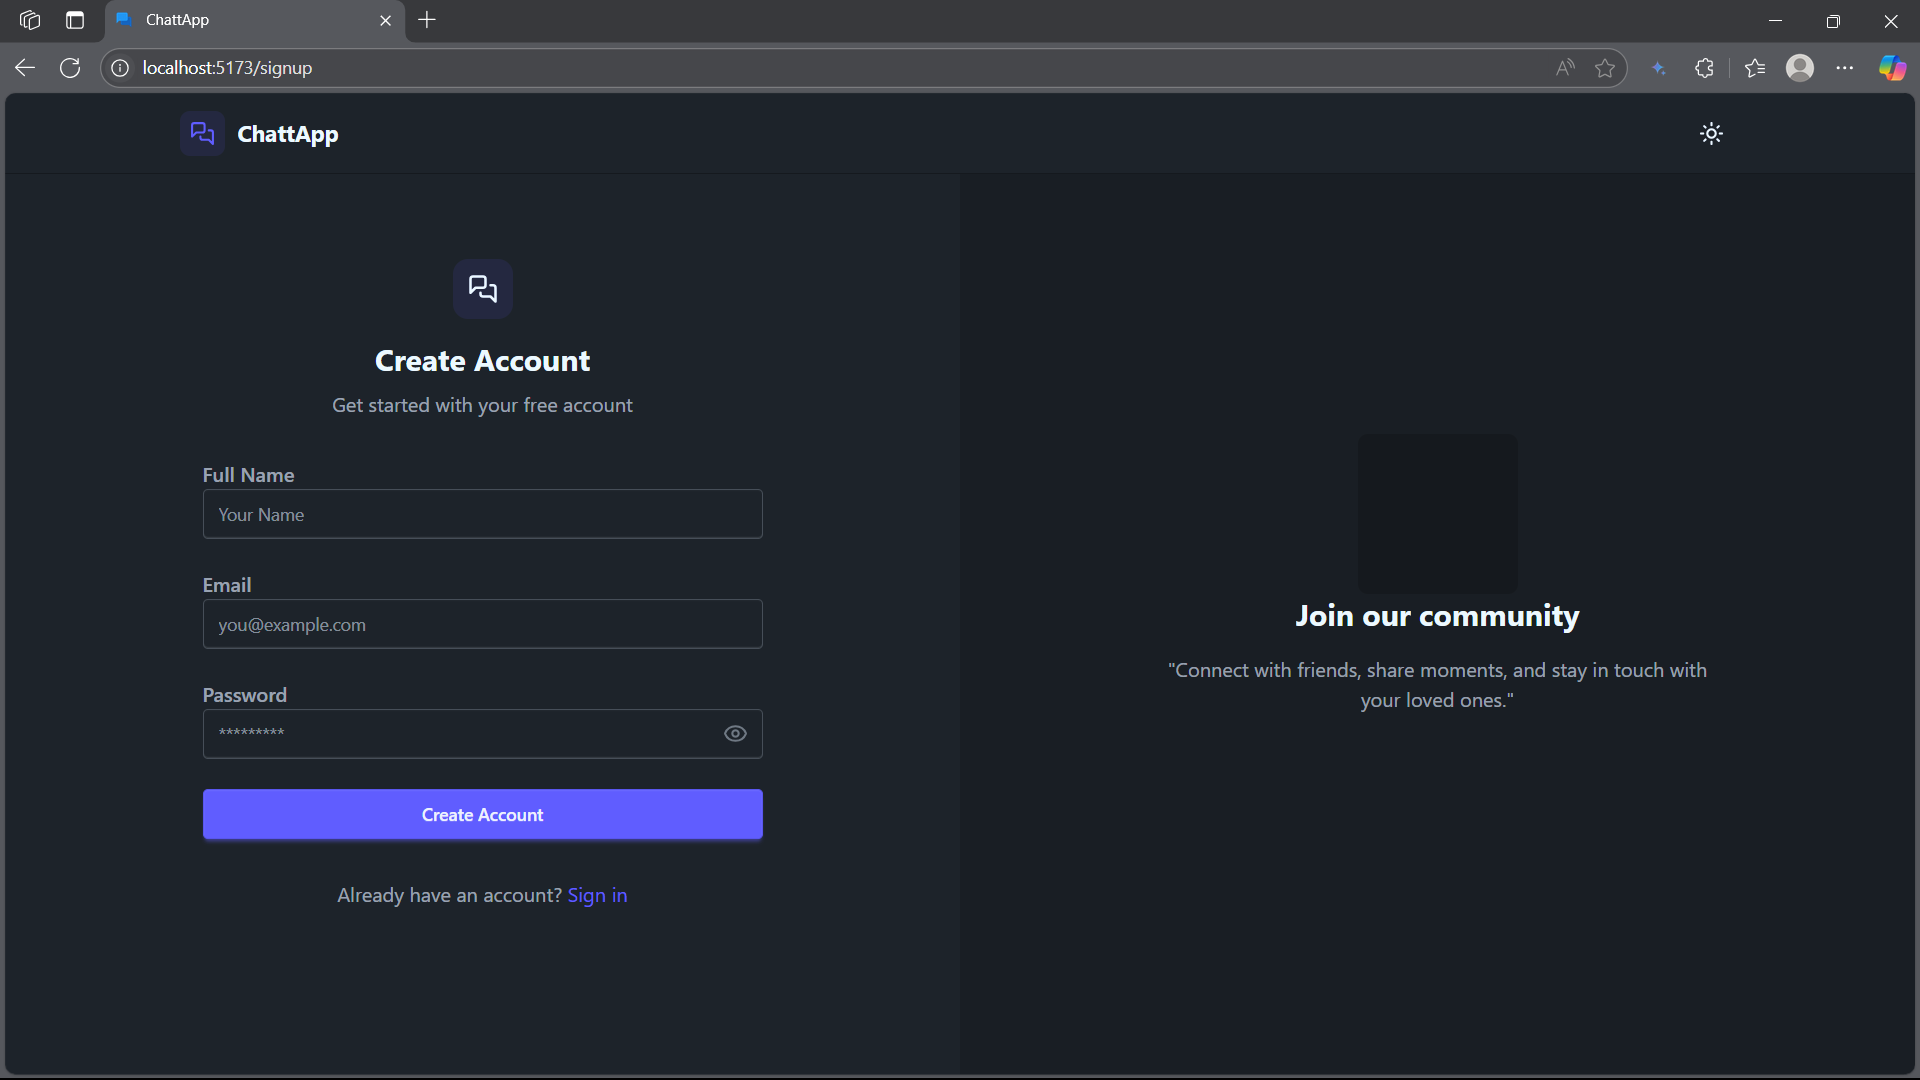 ChattApp
localhost:5173/signup
ChattApp
Create Account
Get started with your free account
Full Name
Your Name
Email
you@example.com
Password
*********
Create Account
Already have an account? Sign in
Join our community
"Connect with friends, share moments, and stay in touch with
your loved ones."